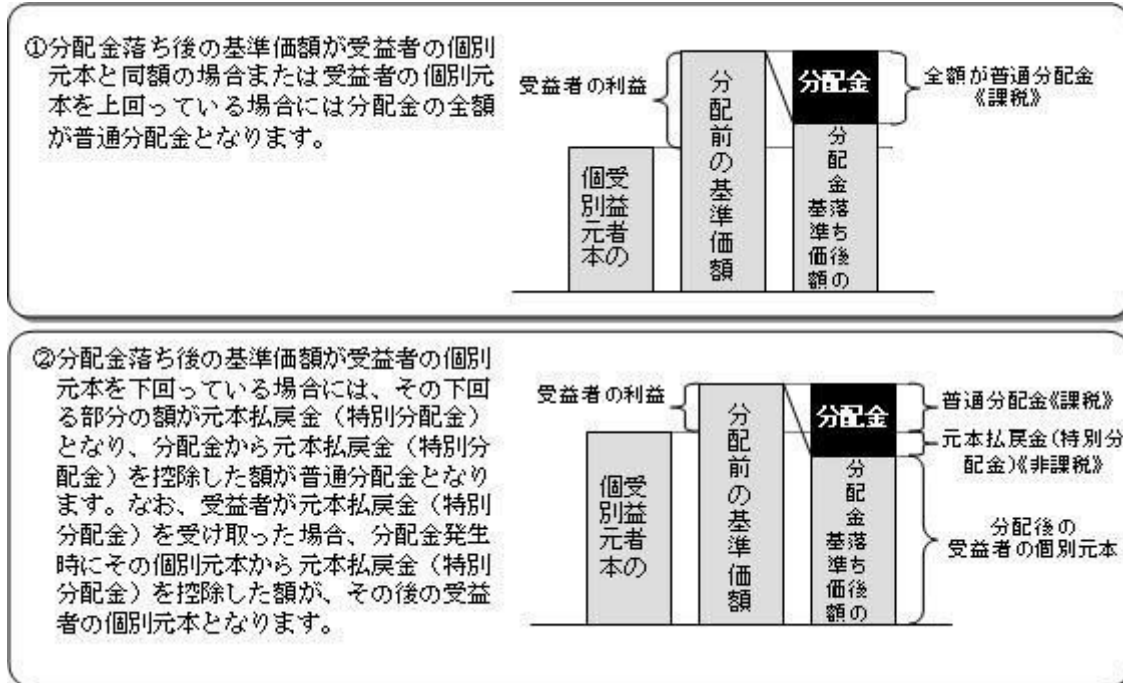 ①分配金落ち後の基準価額が受益者の個別
元本と同額の場合または受益者の個別元
本を上回っている場合には分配金の全額
が普通分配金となります。
受益者の利益
個別元本
受益者の
分配前の基準価額
分配金
分配金落ち後の
基準価額
全額が普通分配金
《課税》
②分配金落ち後の基準価額が受益者の個別
元本を下回っている場合には、その下回
る部分の額が元本払戻金（特別分配金）
となり、分配金から元本払戻金（特別分
配金）を控除した額が普通分配金となり
ます。なお、受益者が元本払戻金（特別
分配金）を受け取った場合、分配金発生
時にその個別元本から元本払戻金（特別
分配金）を控除した額が、その後の受益
者の個別元本となります。
受益者の利益
受益者の
個別元本
分配前の基準価額
分配金
分配金落ち後の
基準価額
普通分配金《課税》
元本払戻金（特別分
配金）《非課税》
分配後の
受益者の個別元本